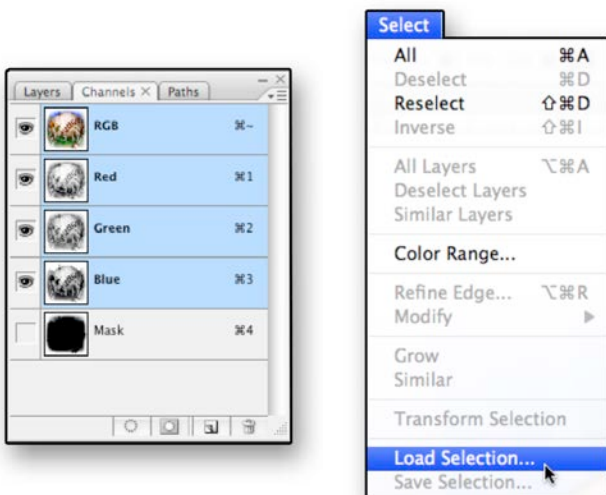 Layers Channels × Paths
RGB ⌘~
Red ⌘1
Green ⌘2
Blue ⌘3
Mask ⌘4
Select
All ⌘A
Deselect ⌘D
Reselect ⇧⌘D
Inverse ⇧⌘I
All Layers ⌥⌘A
Deselect Layers
Similar Layers
Color Range...
Refine Edge... ⌥⌘R
Modify ▶
Grow
Similar
Transform Selection
Load Selection...
Save Selection...